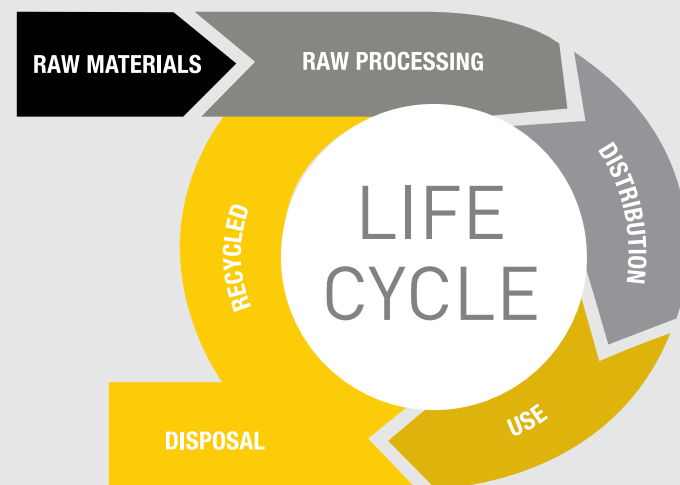 RAW MATERIALS
RAW PROCESSING
DISTRIBUTION
USE
DISPOSAL
RECYCLED
LIFE
CYCLE